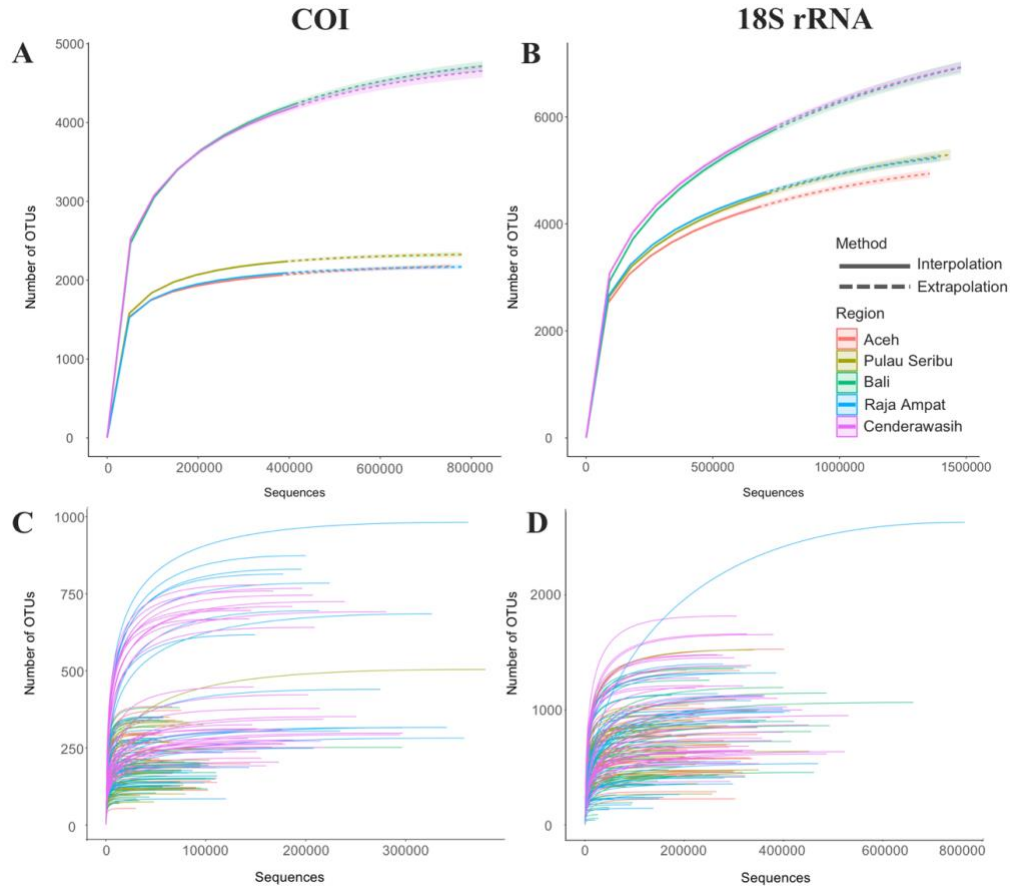 COI
18S rRNA
A
5000
4000
3000
2000
1000
0
Number of OTUs
0
200000
400000
600000
800000
Sequences
B
6000
4000
2000
0
Number of OTUs
0
500000
1000000
1500000
Sequences
Method
Interpolation
Extrapolation
Region
Aceh
Pulau Seribu
Bali
Raja Ampat
Cenderawasih
C
1000
750
500
250
0
Number of OTUs
0
100000
200000
300000
Sequences
D
2000
1000
0
Number of OTUs
0
200000
400000
600000
800000
Sequences